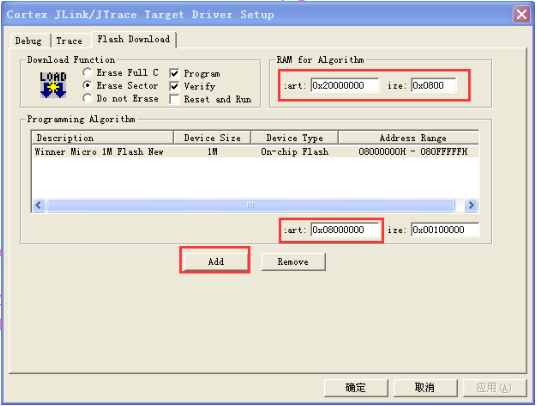 Cortex JLink/JTrace Target Driver Setup
Debug Trace Flash Download
Download Function
LOAD
Erase Full C
Erase Sector
Do not Erase
Program
Verify
Reset and Run
RAM for Algorithm
:art: 0x20000000 ize: 0x0800
Programming Algorithm
Description Device Size Device Type Address Range
Winner Micro 1M Flash New 1M On-chip Flash 08000000H - 080FFFFFH
:art: 0x08000000 ize: 0x00100000
Add Remove
确定 取消 应用(A)